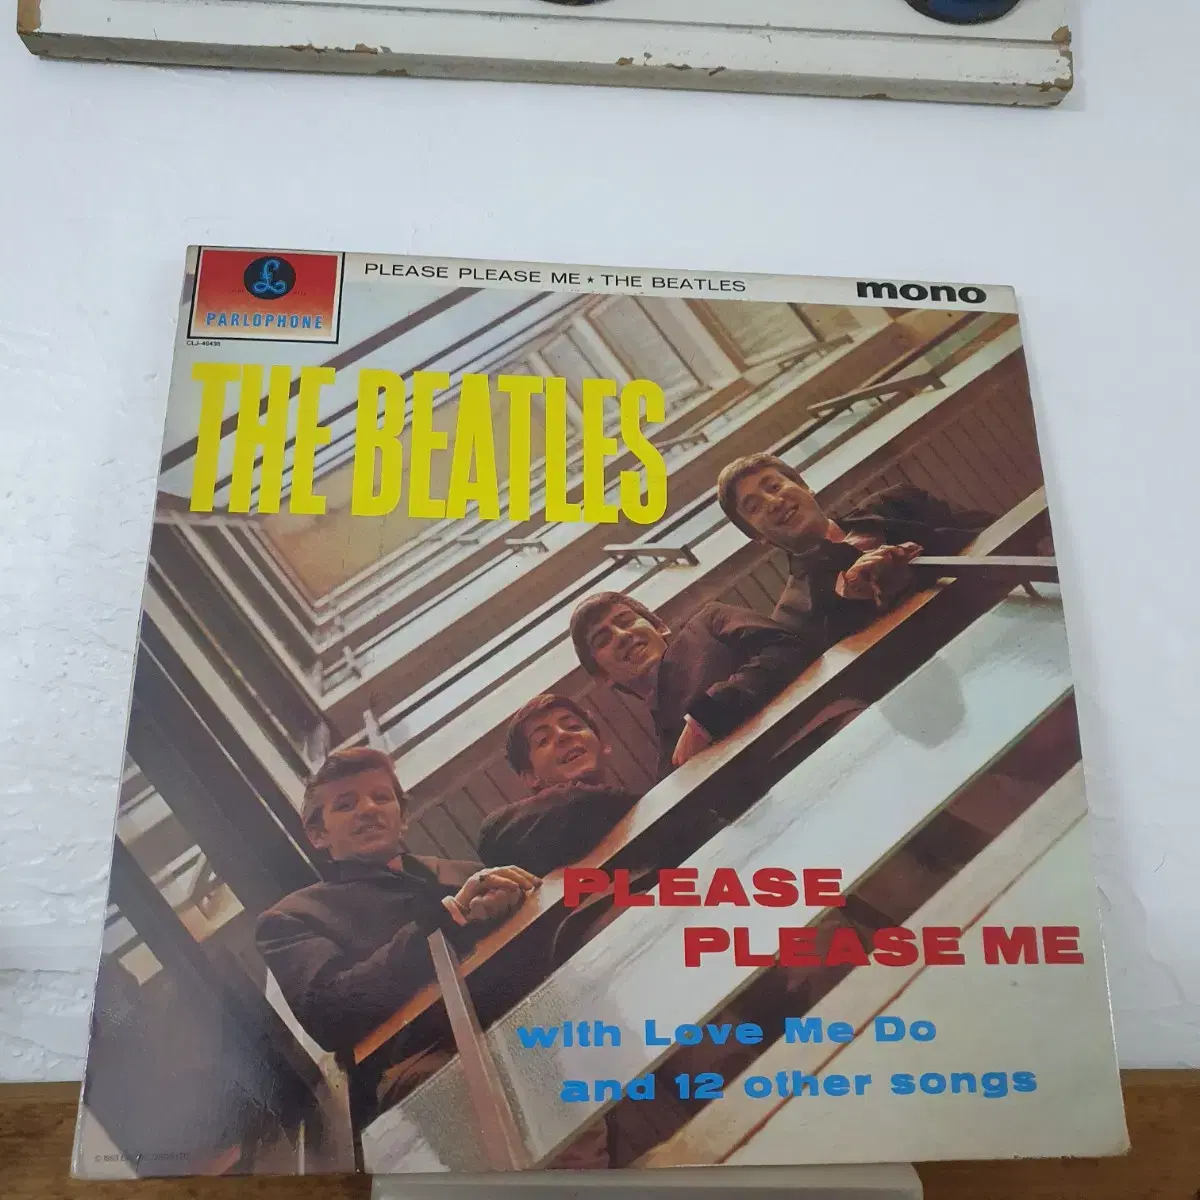 PLEASE PLEASE ME ★ THE BEATLES
mono
£
PARLOPHONE
THE BEATLES
PLEASE
PLEASE ME
with Love Me Do
and 12 other songs